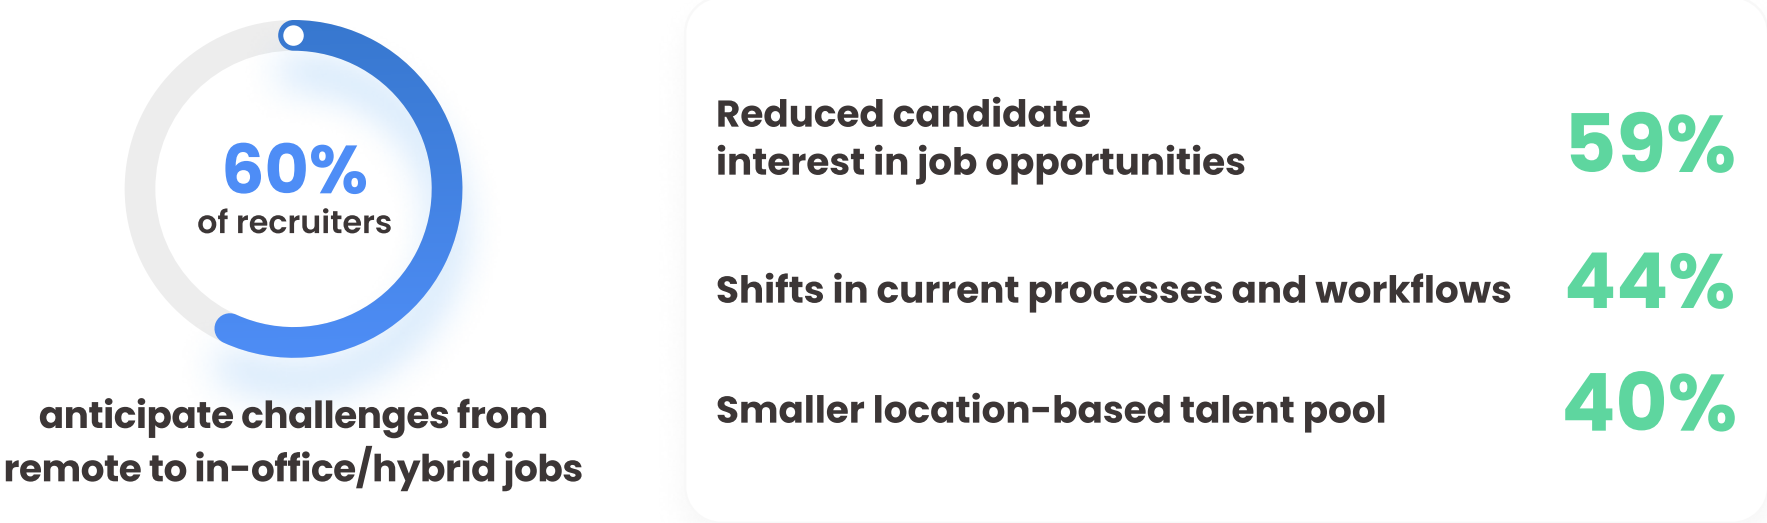 60%
of recruiters
anticipate challenges from
remote to in-office/hybrid jobs
Reduced candidate
interest in job opportunities
59%
Shifts in current processes and workflows 44%
Smaller location-based talent pool 40%